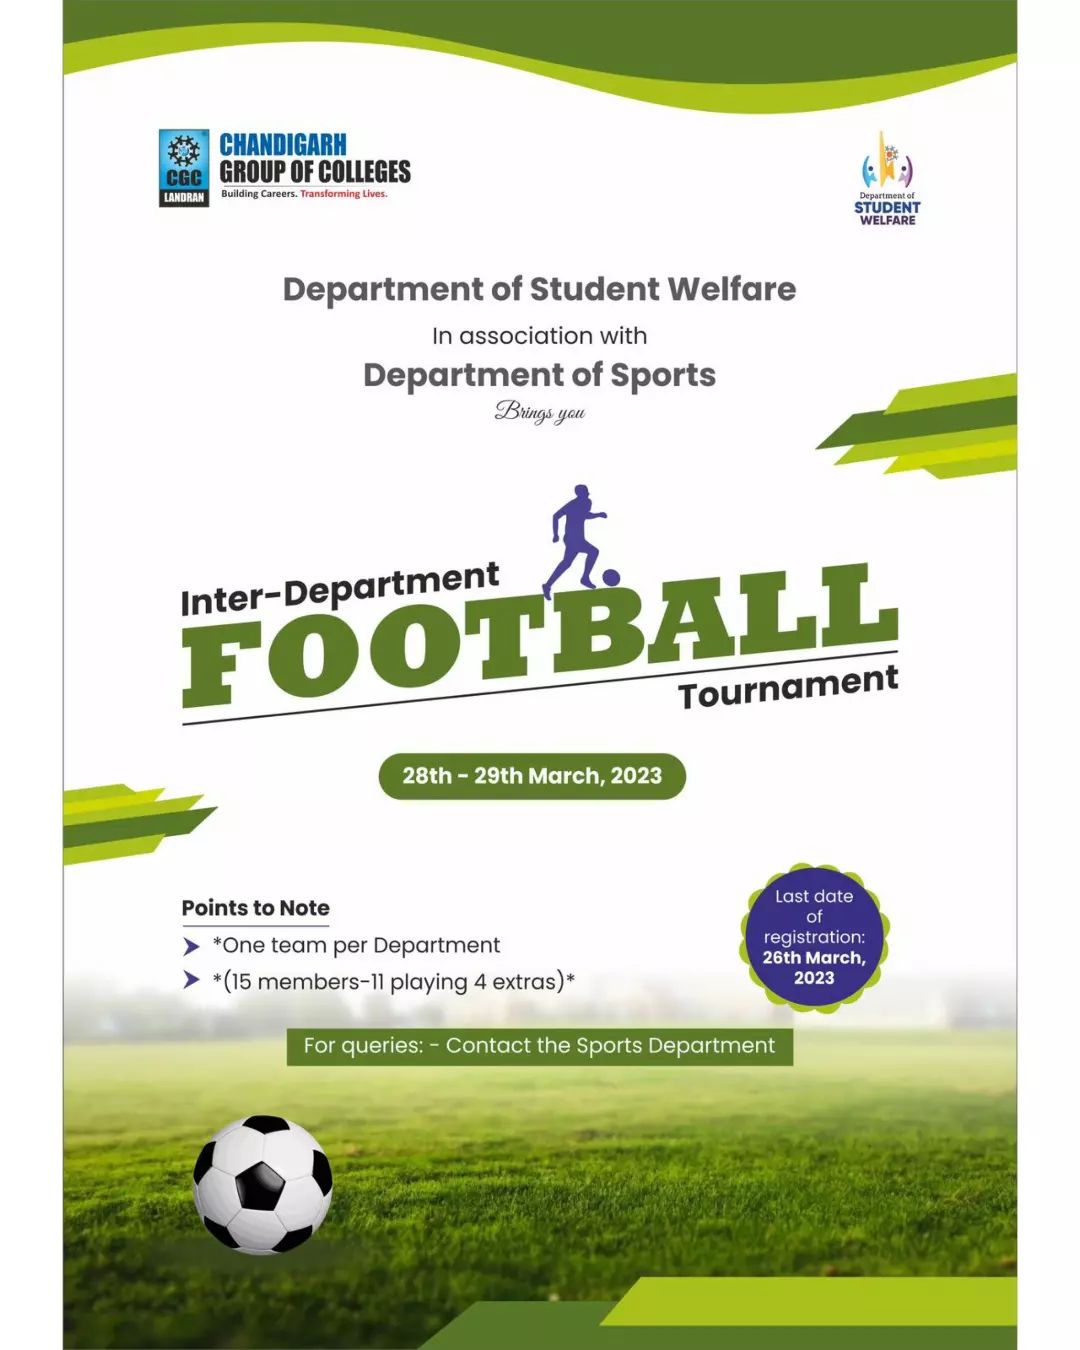 CGC
LANDRAN
CHANDIGARH
GROUP OF COLLEGES
Building Careers. Transforming Lives.
Department of
STUDENT
WELFARE
Department of Student Welfare
In association with
Department of Sports
Brings you
Inter-Department
FOOTBALL
Tournament
28th - 29th March, 2023
Points to Note
*One team per Department
*(15 members-11 playing 4 extras)*
Last date
of
registration:
26th March,
2023
For queries: - Contact the Sports Department